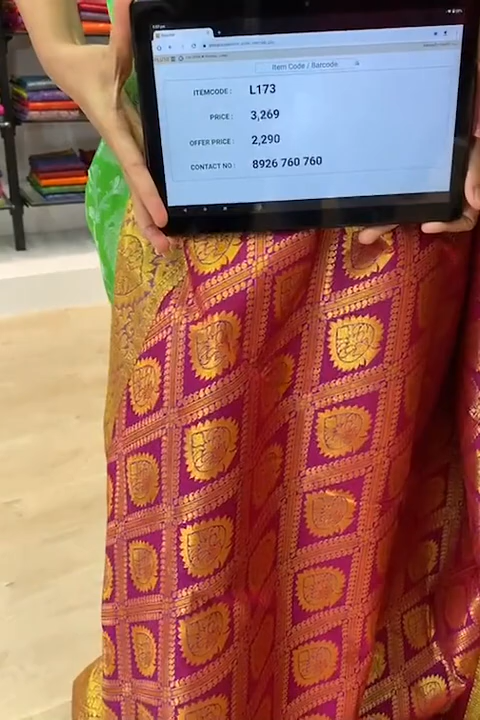 Item Code / Barcode
ITEMCODE : L173
PRICE : 3,269
OFFER PRICE : 2,290
CONTACT NO : 8926 760 760